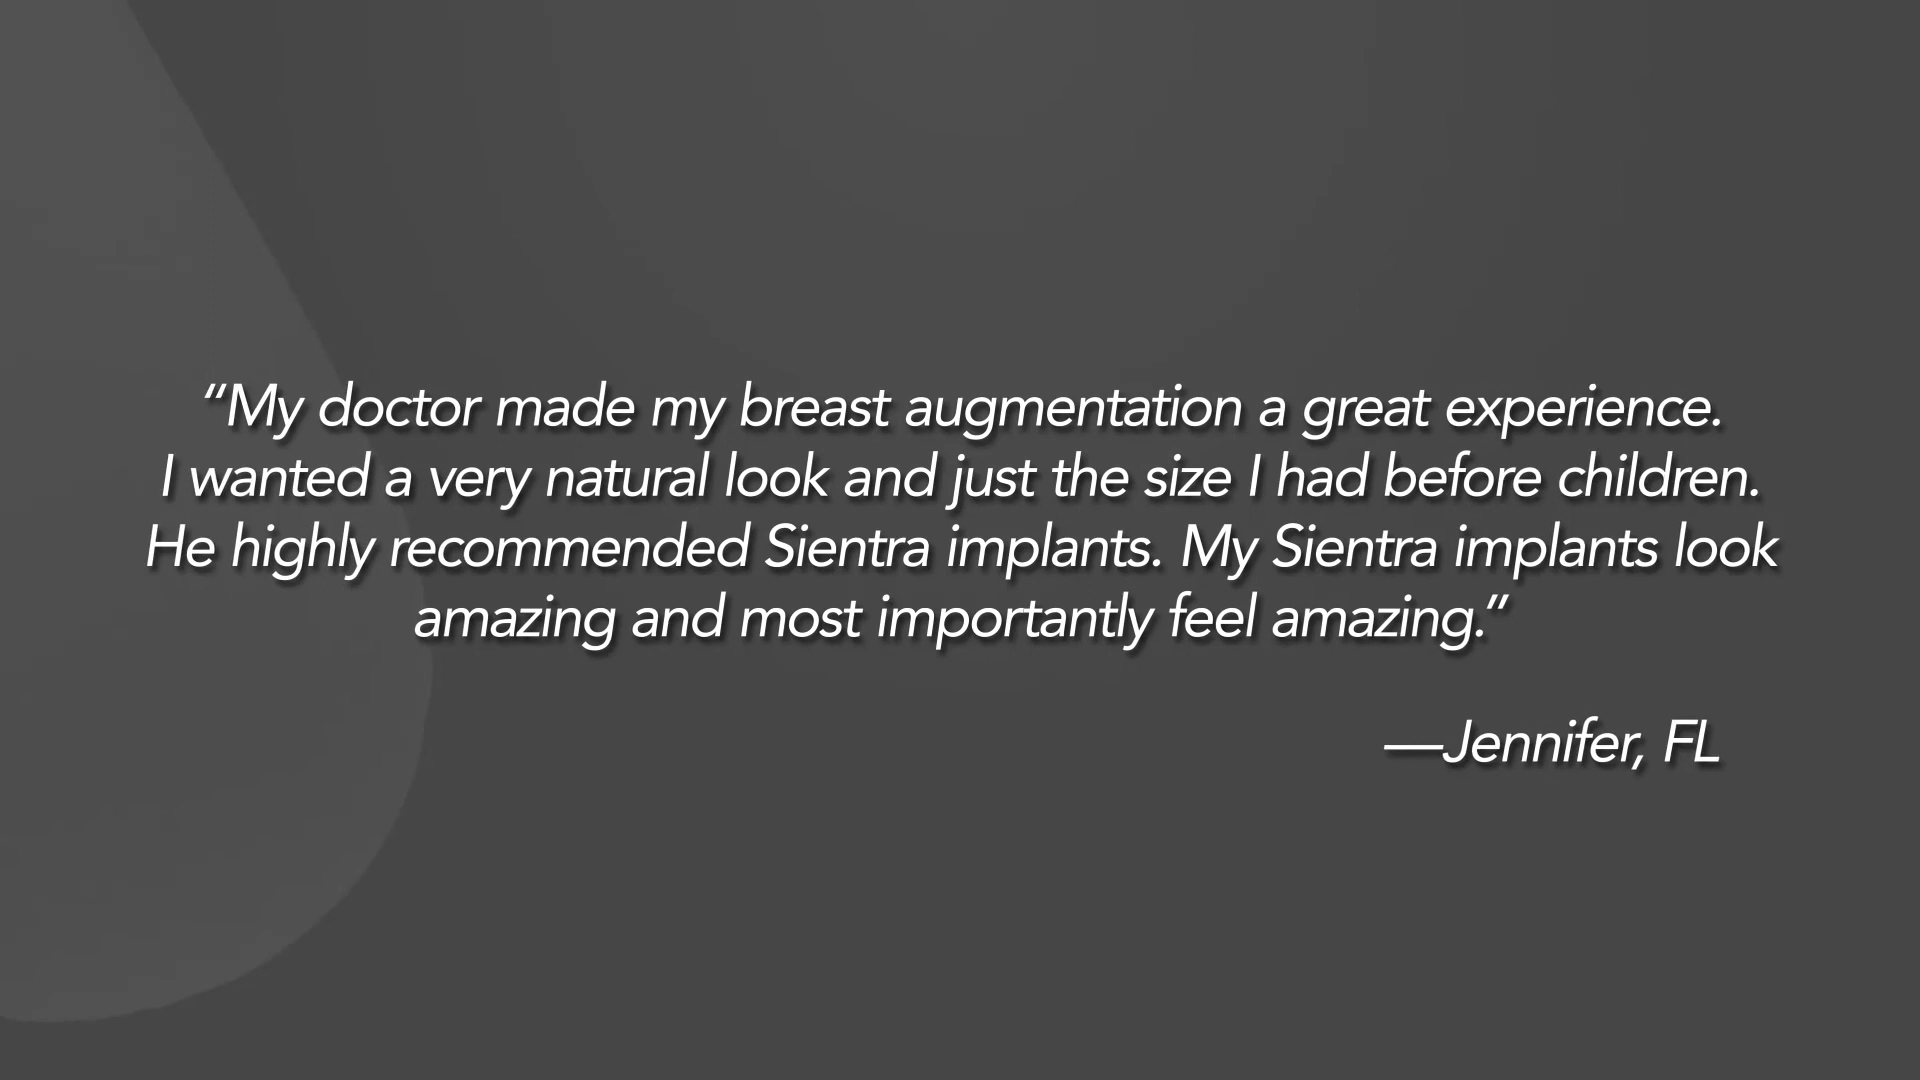 “My doctor made my breast augmentation a great experience.
I wanted a very natural look and just the size I had before children.
He highly recommended Sientra implants. My Sientra implants look
amazing and most importantly feel amazing.”
—Jennifer, FL